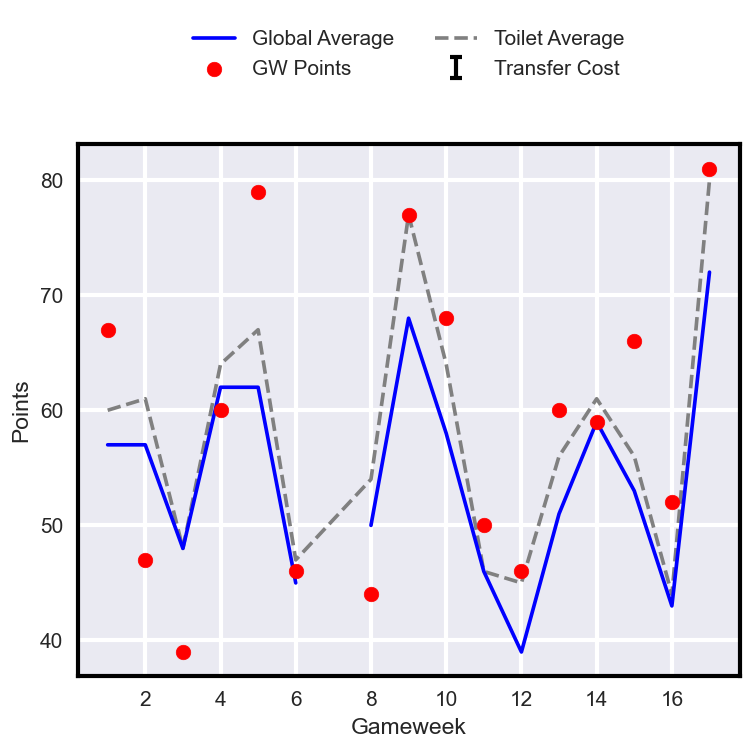 Global Average
Toilet Average
GW Points
Transfer Cost
80
70
60
50
40
Points
2 4 6 8 10 12 14 16
Gameweek